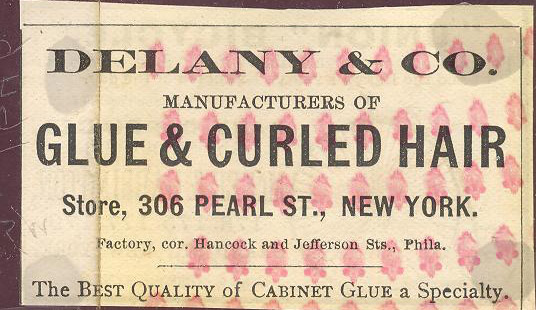 DELANY & CO.
MANUFACTURERS OF
GLUE & CURLED HAIR
Store, 306 PEARL ST., NEW YORK.
Factory, cor. Hancock and Jefferson Sts., Phila.
The BEST QUALITY of CABINET GLUE a Specialty.